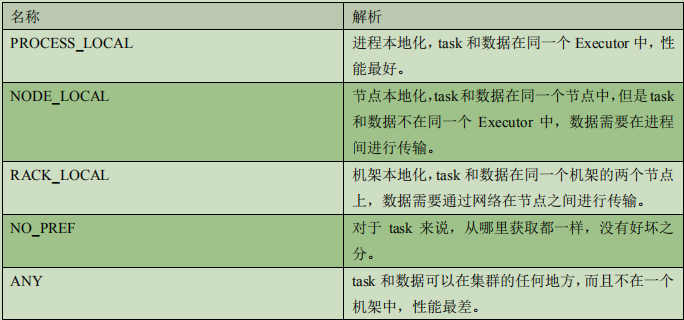 名称 解析
PROCESS_LOCAL 进程本地化，task 和数据在同一个 Executor 中，性
能最好。
NODE_LOCAL 节点本地化，task 和数据在同一个节点中，但是 task
和数据不在同一个 Executor 中，数据需要在进程
间进行传输。
RACK_LOCAL 机架本地化，task 和数据在同一个机架的两个节点
上，数据需要通过网络在节点之间进行传输。
NO_PREF 对于 task 来说，从哪里获取都一样，没有好坏之
分。
ANY task 和数据可以在集群的任何地方，而且不在一个
机架中，性能最差。